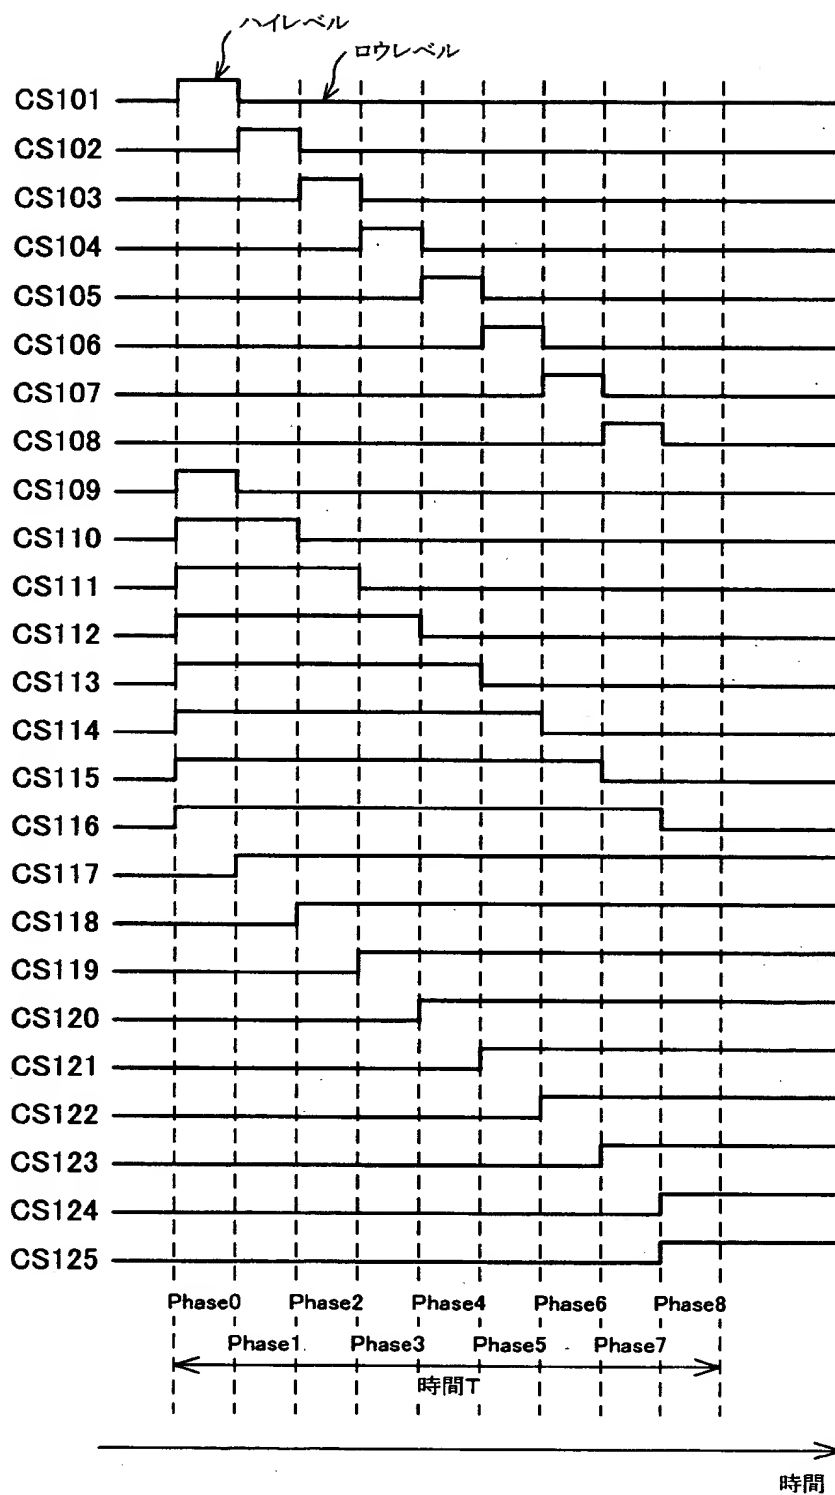 ハイレベル
ロウレベル
CS101
CS102
CS103
CS104
CS105
CS106
CS107
CS108
CS109
CS110
CS111
CS112
CS113
CS114
CS115
CS116
CS117
CS118
CS119
CS120
CS121
CS122
CS123
CS124
CS125
Phase0 Phase2 Phase4 Phase6 Phase8
Phase1 Phase3 Phase5 Phase7
時間T
時間